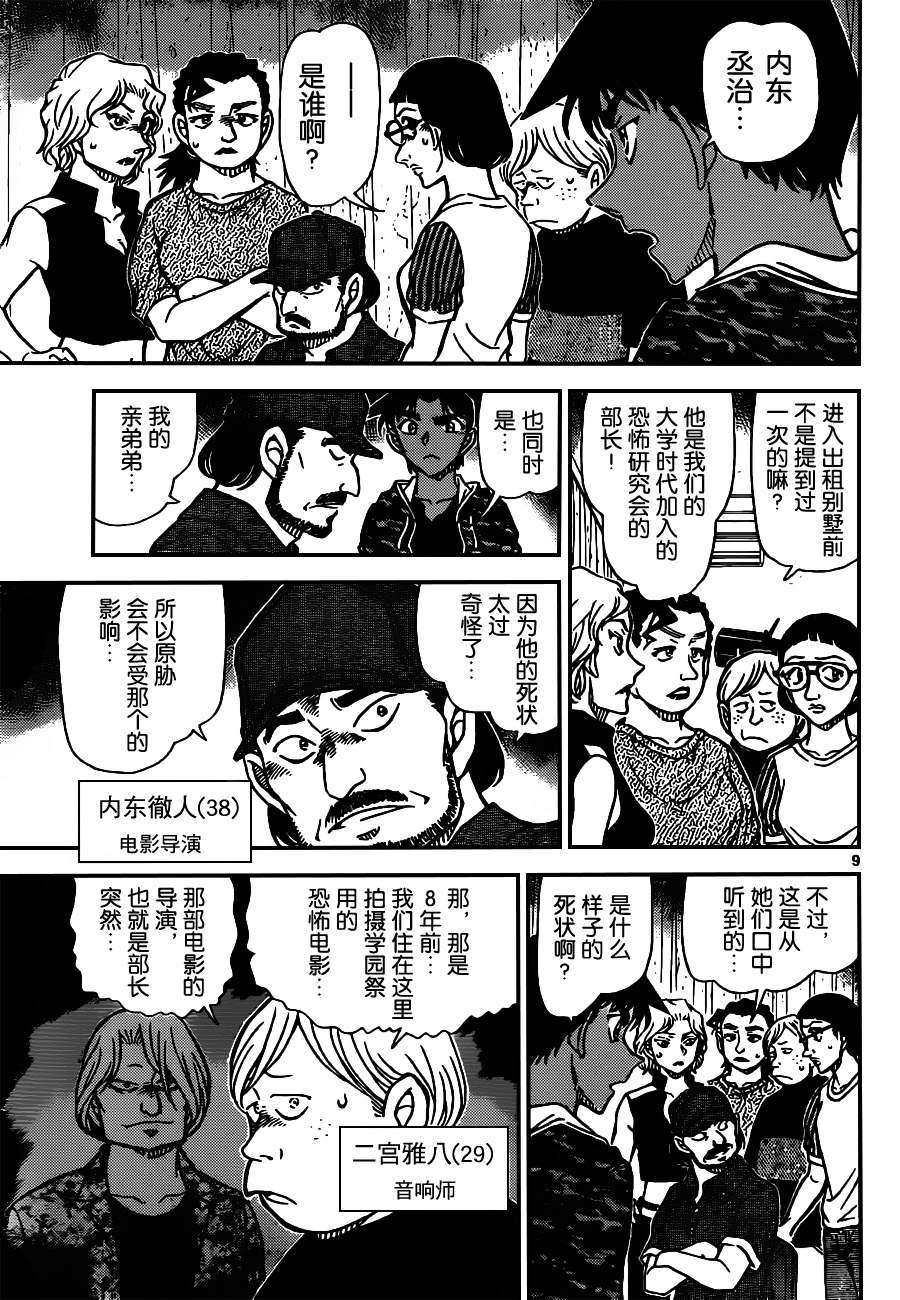 内东
丞治…
——
是谁啊？
进入出租别墅前
不是提到过
一次的嘛？
他是我们的
大学时代加入的
恐怖研究会的
部长！
也同时
是…
我的
亲弟弟…
因为他的死状
太过
奇怪了…
所以原胁
会不会受那个的
影响…
内东徹人(38)
电影导演
9
不过，
这是从
她们口中
听到的…
是什么
样子的
死状啊？
那，那是
8年前…
我们住在这里
拍摄学园祭
用的
恐怖电影…
那部电影的
导演，
也就是部长
突然…
二宫雅八(29)
音响师